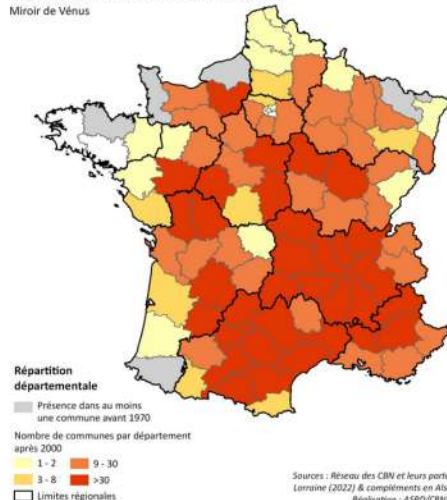 Miroir de Vénus
Répartition
départementale
Présence dans au moins
une commune avant 1970
Nombre de communes par département
après 2000
1 - 2
9 - 30
3 - 8
>30
Limites régionales
Sources : Réseau des CBN et leurs parti
Lorraine (2022) & compléments en Als